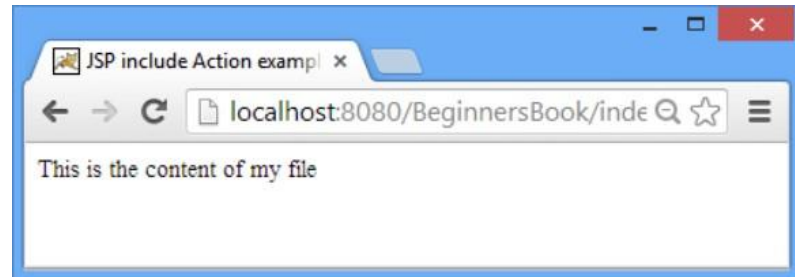 JSP include Action exampl
localhost:8080/BeginnersBook/inde
This is the content of my file